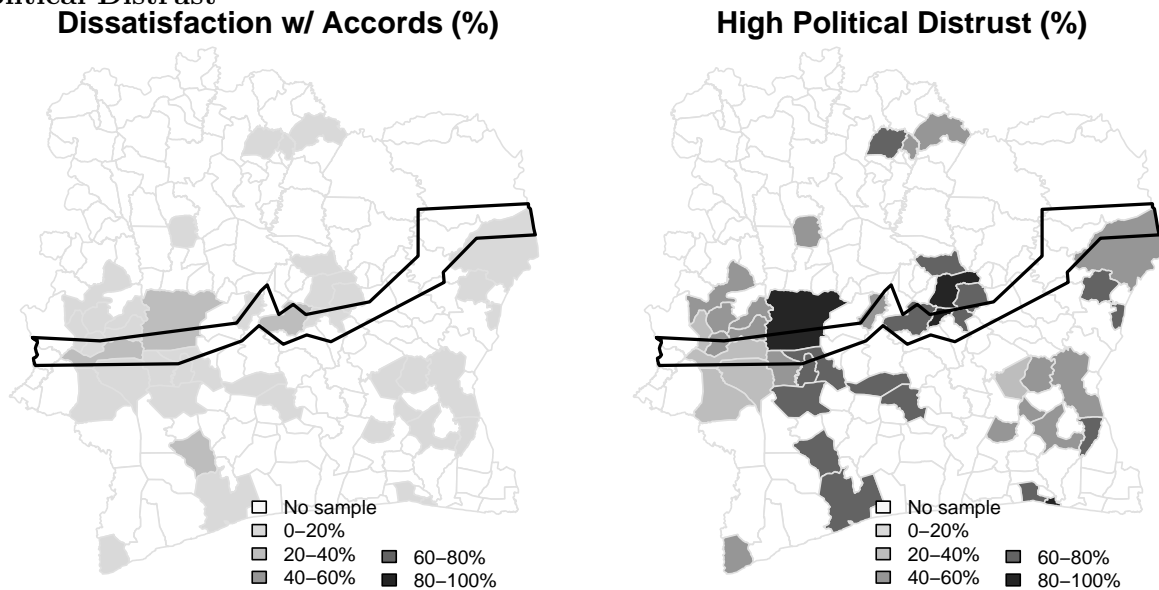 Dissatisfaction w/ Accords (%)
No sample
0–20%
20–40%
40–60%
60–80%
80–100%
High Political Distrust (%)
No sample
0–20%
20–40%
40–60%
60–80%
80–100%